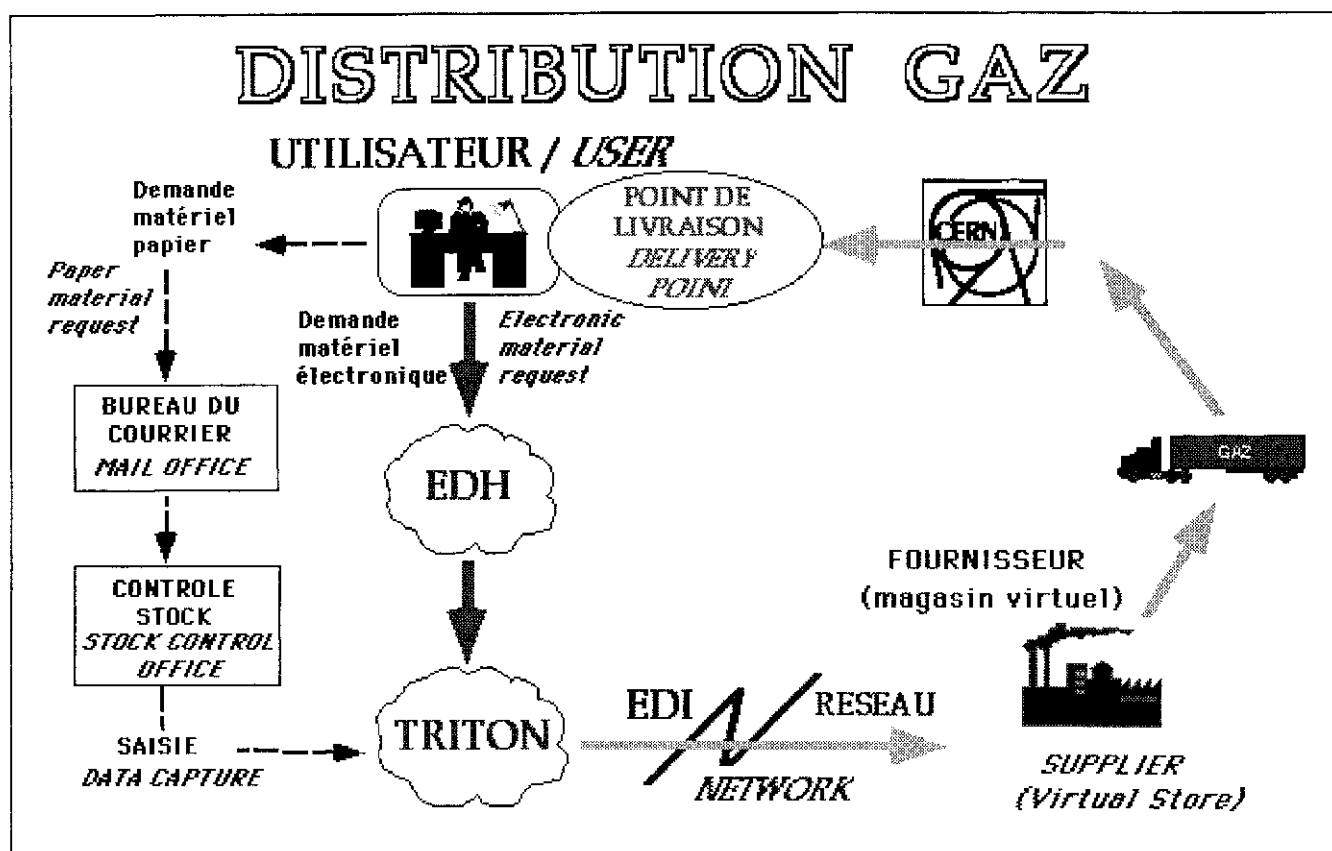 DISTRIBUTION GAZ
UTILISATEUR / USER
Demande
matériel
papier
Paper
material
request
POINT DE
LIVRAISON
DELIVERY
POINT
CERN
Demande
matériel
électronique
Electronic
material
request
BUREAU DU
COURRIER
MAIL OFFICE
EDH
GAZ
CONTROLE
STOCK
STOCK CONTROL
OFFICE
FOURNISSEUR
(magasin virtuel)
SAISIE
DATA CAPTURE
TRITON
EDI RESEAU
NETWORK
SUPPLIER
(Virtual Store)